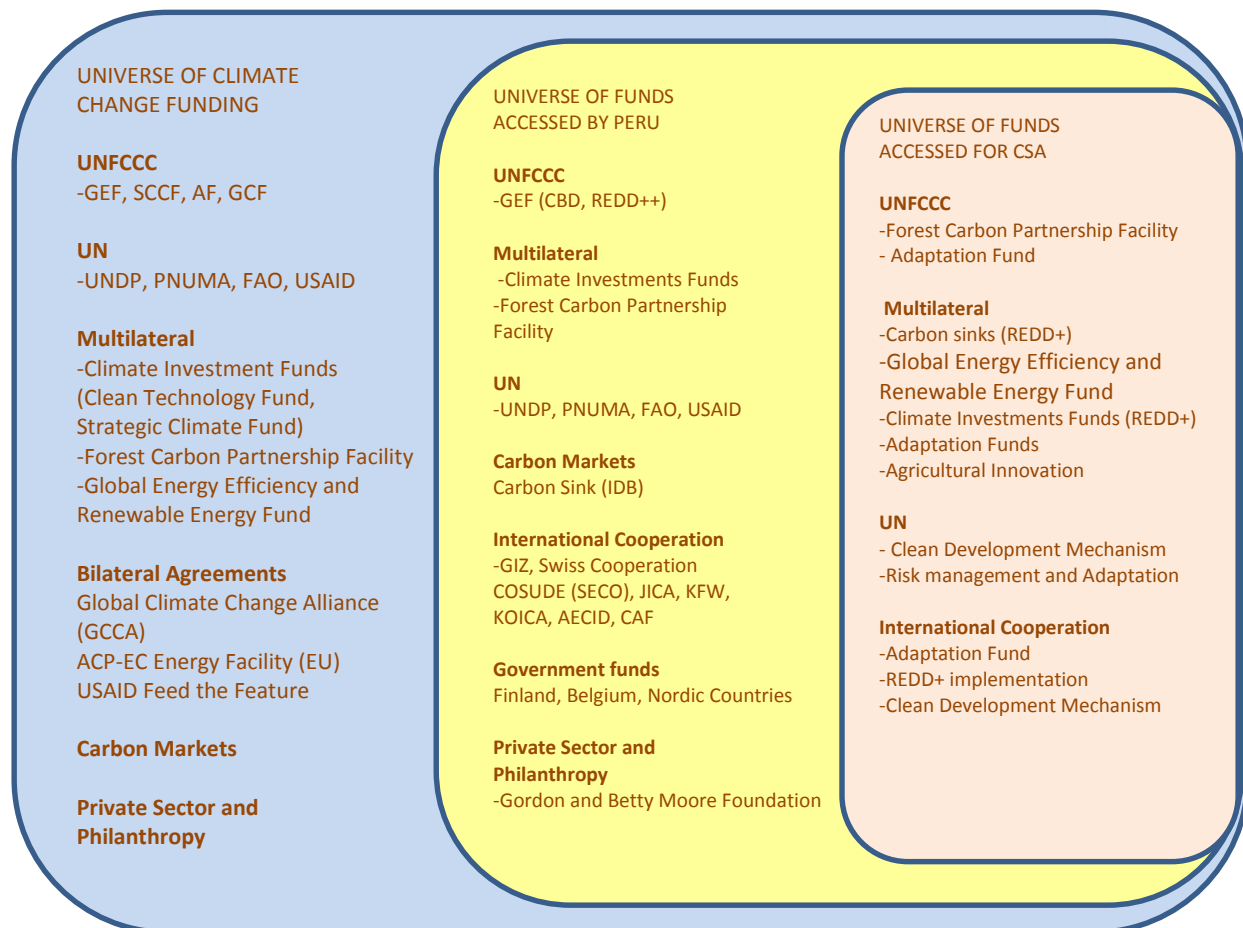 UNIVERSE OF CLIMATE
CHANGE FUNDING
UNFCCC
-GEF, SCCF, AF, GCF
UN
-UNDP, PNUMA, FAO, USAID
Multilateral
-Climate Investment Funds
(Clean Technology Fund,
Strategic Climate Fund)
-Forest Carbon Partnership Facility
-Global Energy Efficiency and
Renewable Energy Fund
Bilateral Agreements
Global Climate Change Alliance
(GCCA)
ACP-EC Energy Facility (EU)
USAID Feed the Feature
Carbon Markets
Private Sector and
Philanthropy
UNIVERSE OF FUNDS
ACCESSED BY PERU
UNFCCC
-GEF (CBD, REDD++)
Multilateral
-Climate Investments Funds
-Forest Carbon Partnership
Facility
UN
-UNDP, PNUMA, FAO, USAID
Carbon Markets
Carbon Sink (IDB)
International Cooperation
-GIZ, Swiss Cooperation
COSUDE (SECO), JICA, KFW,
KOICA, AECID, CAF
Government funds
Finland, Belgium, Nordic Countries
Private Sector and
Philanthropy
-Gordon and Betty Moore Foundation
UNIVERSE OF FUNDS
ACCESSED FOR CSA
UNFCCC
-Forest Carbon Partnership Facility
- Adaptation Fund
Multilateral
-Carbon sinks (REDD+)
-Global Energy Efficiency and
Renewable Energy Fund
-Climate Investments Funds (REDD+)
-Adaptation Funds
-Agricultural Innovation
UN
- Clean Development Mechanism
-Risk management and Adaptation
International Cooperation
-Adaptation Fund
-REDD+ implementation
-Clean Development Mechanism